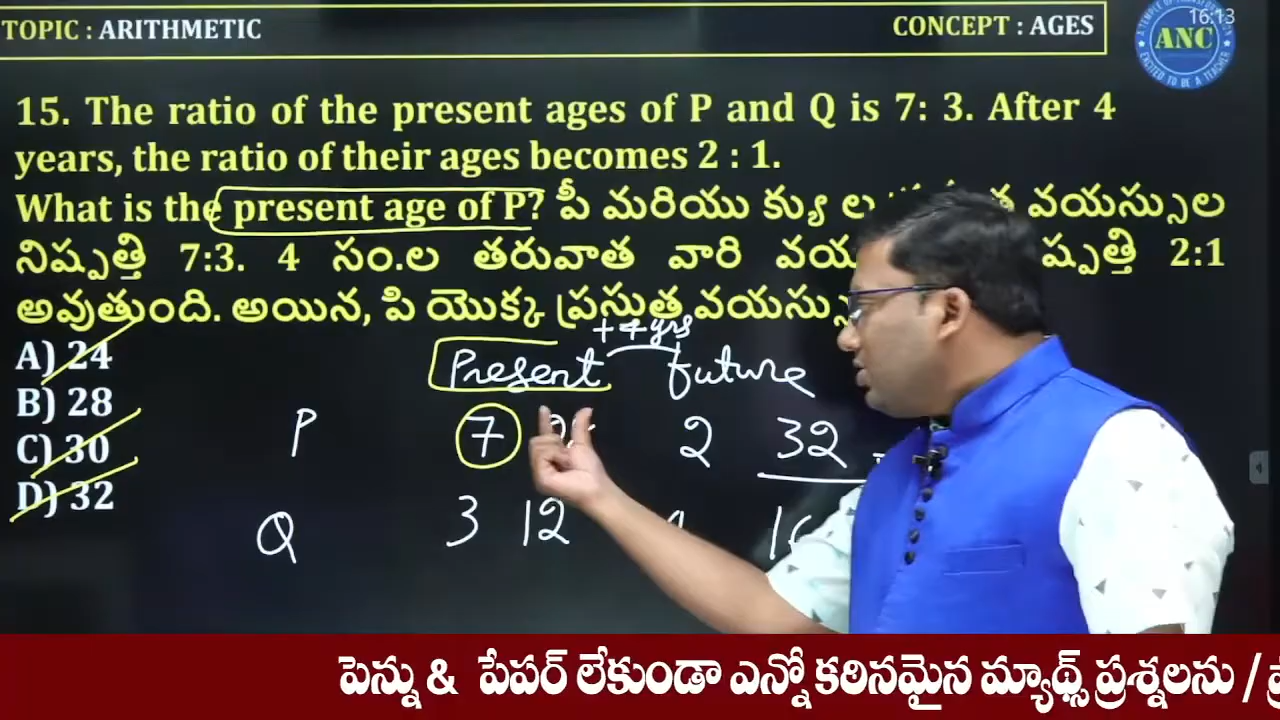 TOPIC : ARITHMETIC
CONCEPT : AGES
16:13
ANC
15. The ratio of the present ages of P and Q is 7: 3. After 4
years, the ratio of their ages becomes 2 : 1.
What is the present age of P? పీ మరియు క్యు ల వయస్సుల
నిష్పత్తి 7:3. 4 సం.ల తరువాత వారి 2:1
అవుతుంది. అయిన, పి యొక్క ప్రస్తుత
A) 24
B) 28
C) 30
D) 32
+4 yrs
Present future
P 7 2 32
Q 3 12
పెన్ను & పేపర్ లేకుండా ఎన్నో కఠినమైన మ్యాథ్స్ ప్రశ్నలను /